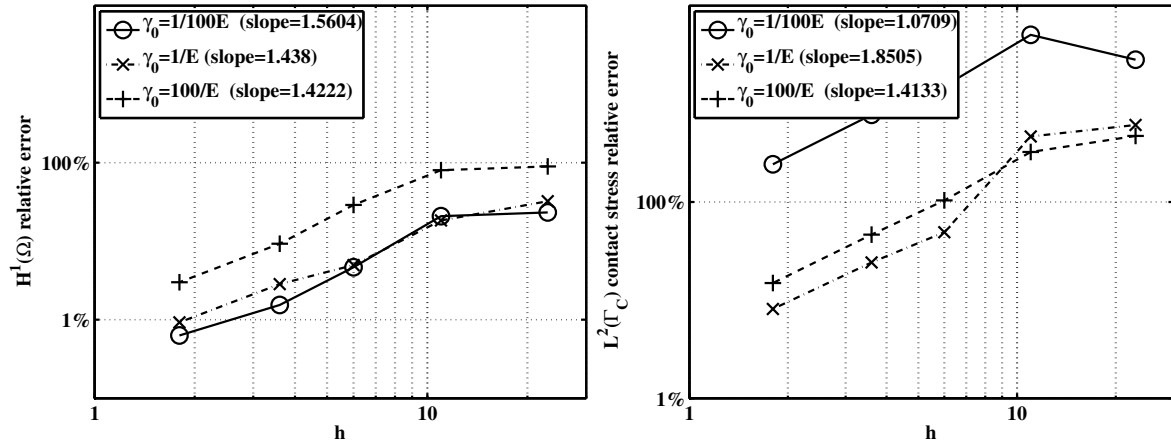 γ0=1/100E (slope=1.5604)
γ0=1/E (slope=1.438)
γ0=100/E (slope=1.4222)
100%
1%
H1(Ω) relative error
1
10
h
γ0=1/100E (slope=1.0709)
γ0=1/E (slope=1.8505)
γ0=100/E (slope=1.4133)
100%
1%
L2(ΓC) contact stress relative error
1
10
h